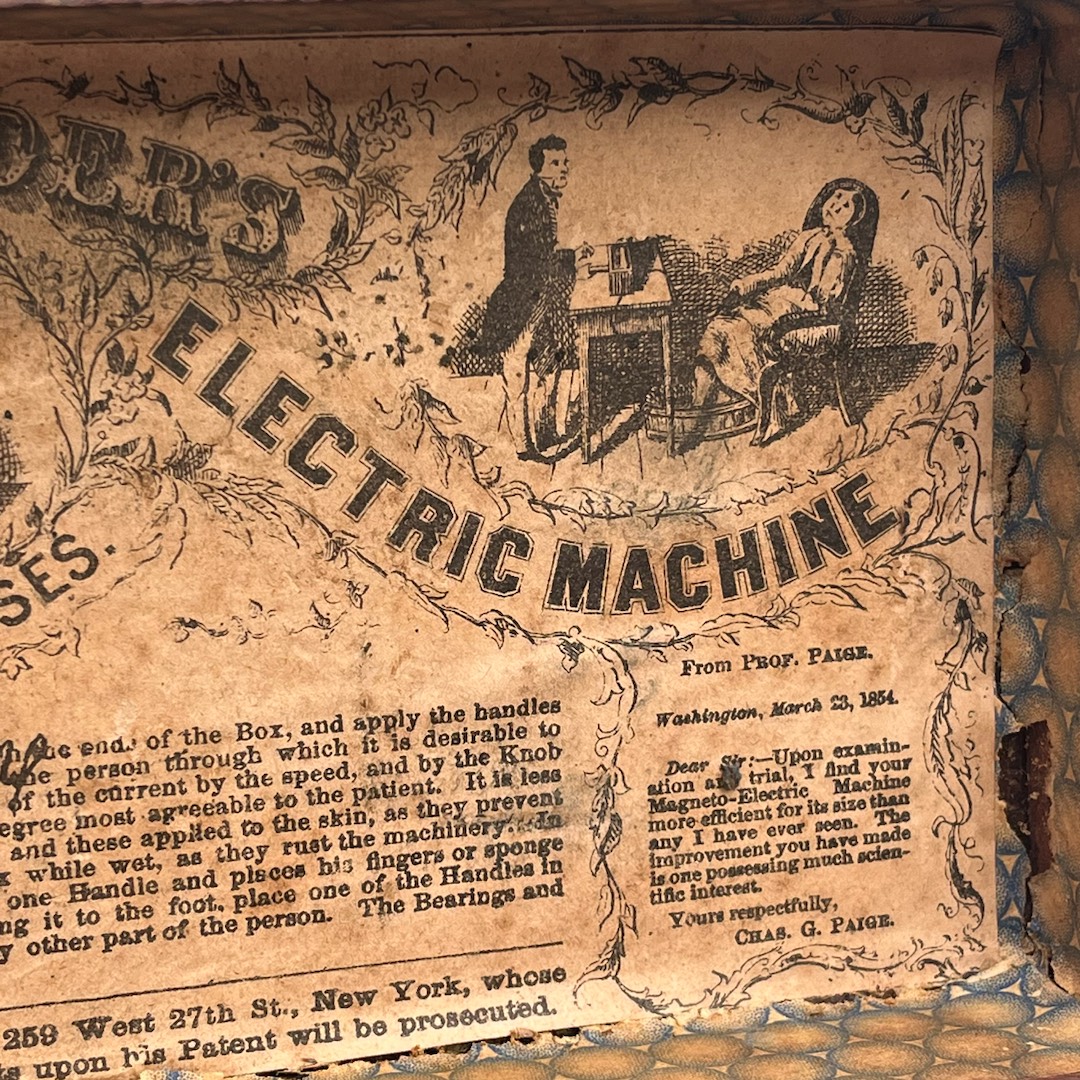 DER'S
ELECTRIC MACHINE
SES.
end of the Box, and apply the handles
the person through which it is desirable to
of the current by the speed, and by the Knob
egree most agreeable to the patient. It is less
and these applied to the skin, as they prevent
x while wet, as they rust the machinery. In
one Handle and places his fingers or sponge
ng it to the foot, place one of the Handles in
y other part of the person. The Bearings and
259 West 27th St., New York, whose
ts upon his Patent will be prosecuted.
From PROF. PAIGE.
Washington, March 23, 1854.
Dear Sir:—Upon examin-
ation and trial, I find your
Magneto-Electric Machine
more efficient for its size than
any I have ever seen. The
improvement you have made
is one possessing much scien-
tific interest.
Yours respectfully,
CHAS. G. PAIGE.